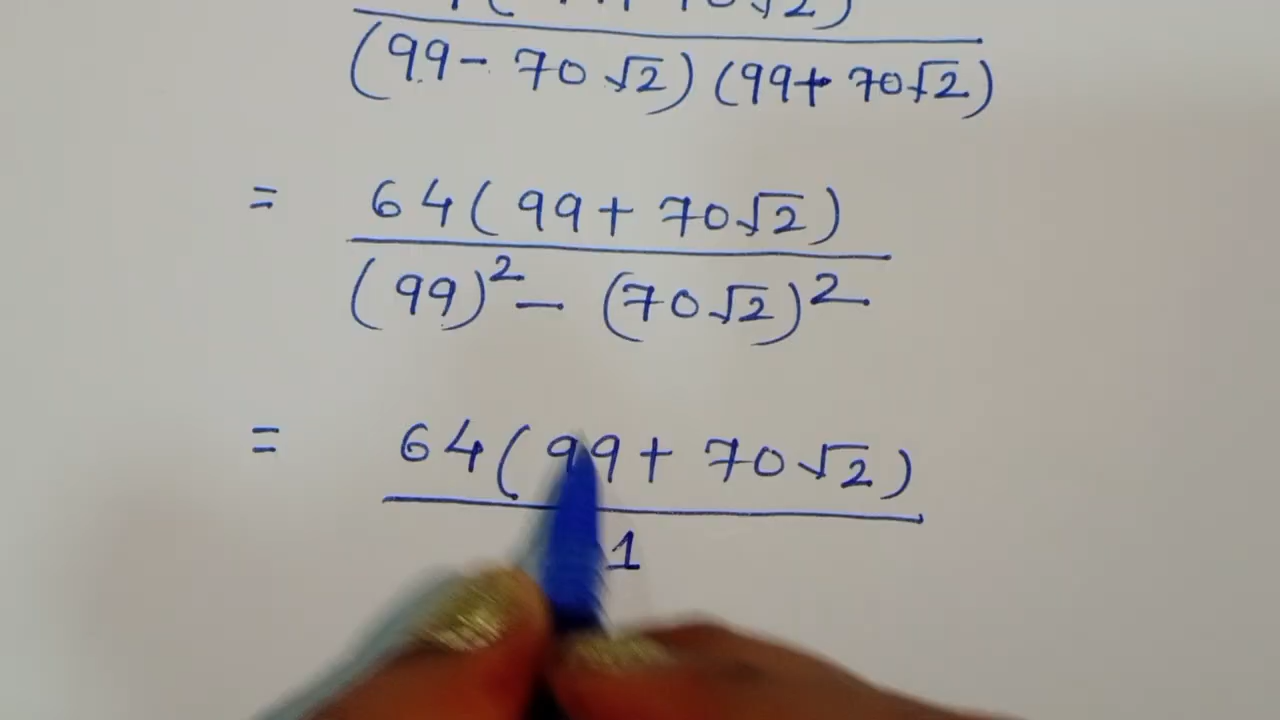 (99 - 70√2) (99 + 70√2)
= 64(99 + 70√2)
(99)² - (70√2)²
= 64(99 + 70√2)
1